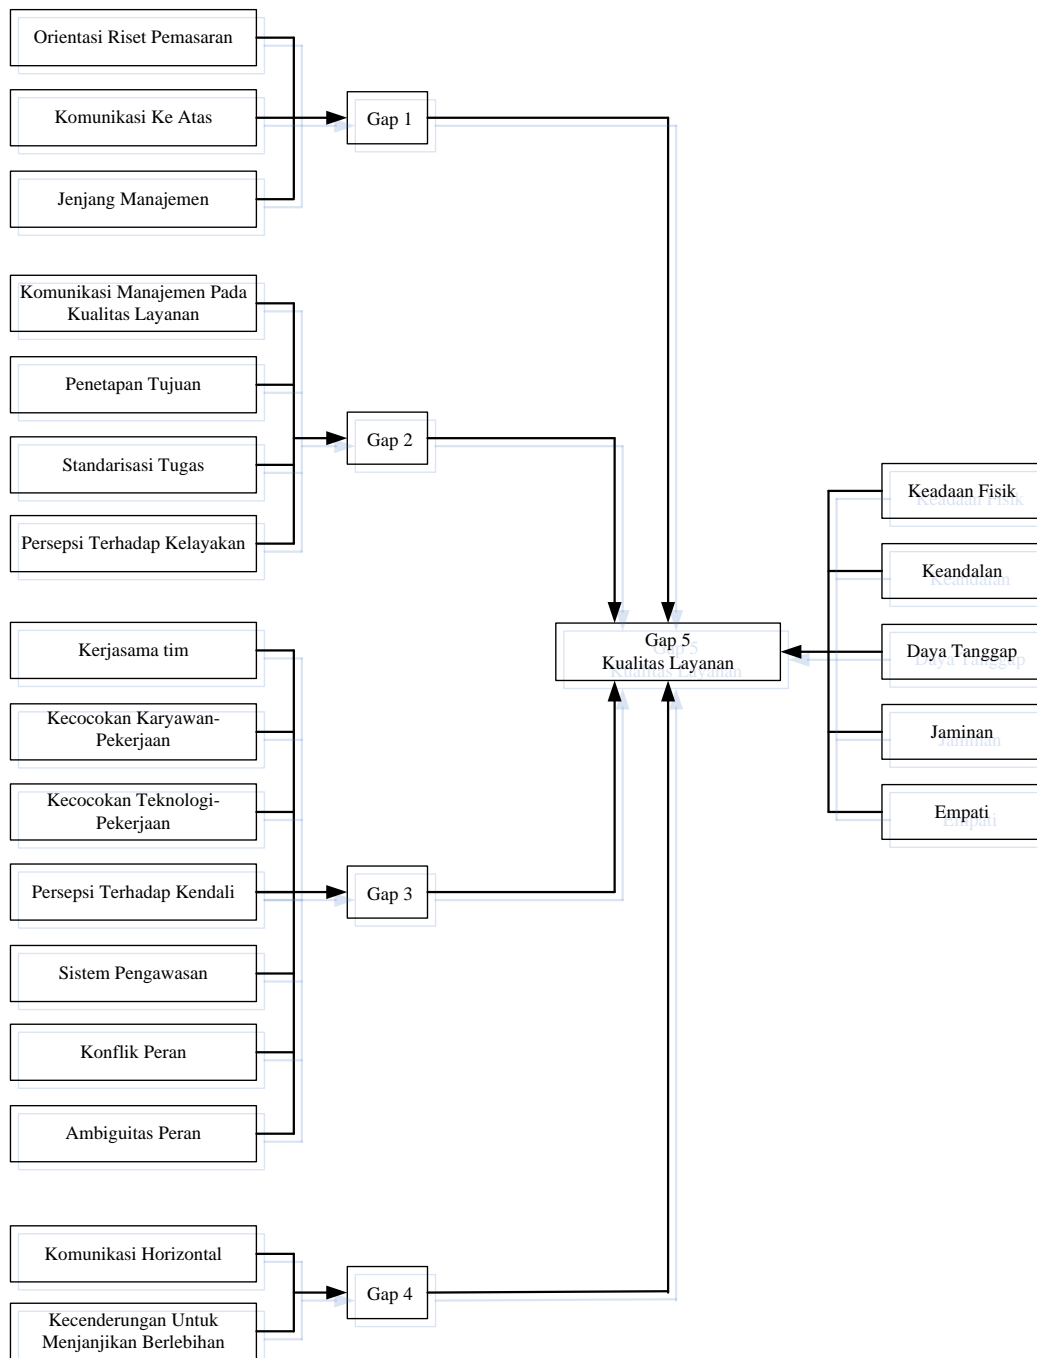 Orientasi Riset Pemasaran
Komunikasi Ke Atas
Jenjang Manajemen
Gap 1
Komunikasi Manajemen Pada
Kualitas Layanan
Penetapan Tujuan
Standarisasi Tugas
Persepsi Terhadap Kelayakan
Gap 2
Kerjasama tim
Kecocokan Karyawan-
Pekerjaan
Kecocokan Teknologi-
Pekerjaan
Persepsi Terhadap Kendali
Sistem Pengawasan
Konflik Peran
Ambiguitas Peran
Gap 3
Komunikasi Horizontal
Kecenderungan Untuk
Menjanjikan Berlebihan
Gap 4
Gap 5
Kualitas Layanan
Keadaan Fisik
Keandalan
Daya Tanggap
Jaminan
Empati